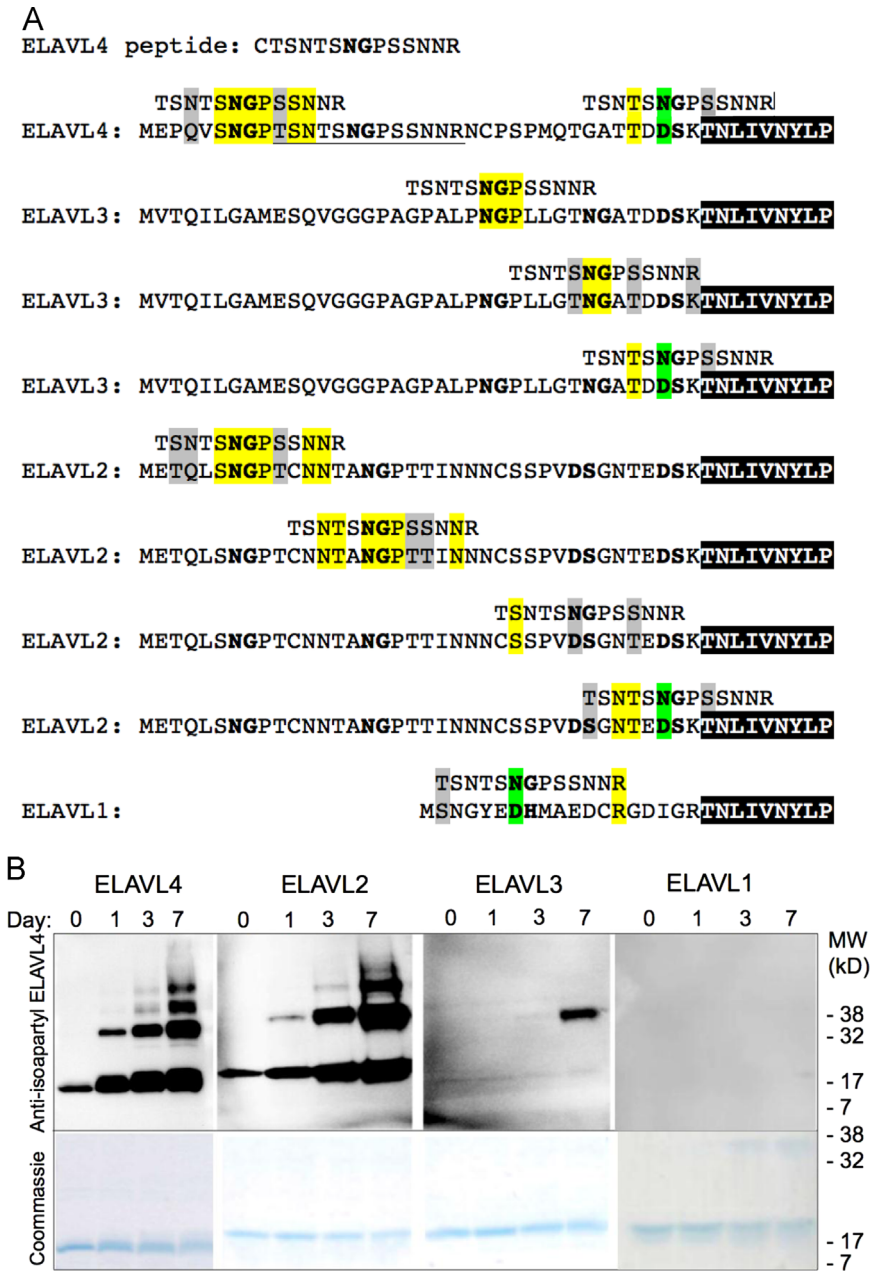 A
ELAVL4 peptide: CTSNTSNGPSSNNR
TSNTSNGPSSNNR TSNTSNGPSSNNR
ELAVL4: MEPQVSNGPTSNTSNGPSSNNRNCPSPMQTGATTDDSKTNLIVNYLP
TSNTSNGPSSNNR
ELAVL3: MVTQILGAMESQVGGGPAGPALPNGPLLGTNGATDDSKTNLIVNYLP
TSNTSNGPSSNNR
ELAVL3: MVTQILGAMESQVGGGPAGPALPNGPLLGTNGATDDSKTNLIVNYLP
TSNTSNGPSSNNR
ELAVL3: MVTQILGAMESQVGGGPAGPALPNGPLLGTNGATDDSKTNLIVNYLP
TSNTSNGPSSNNR
ELAVL2: METQLSNGPTCNNTANGPTTINNNCSSPVDSGNTEDSKTNLIVNYLP
TSNTSNGPSSNNR
ELAVL2: METQLSNGPTCNNTANGPTTINNNCSSPVDSGNTEDSKTNLIVNYLP
TSNTSNGPSSNNR
ELAVL2: METQLSNGPTCNNTANGPTTINNNCSSPVDSGNTEDSKTNLIVNYLP
TSNTSNGPSSNNR
ELAVL2: METQLSNGPTCNNTANGPTTINNNCSSPVDSGNTEDSKTNLIVNYLP
TSNTSNGPSSNNR
ELAVL1: MSNGYEDHMAEDCRGDIGRTNLIVNYLP
B
ELAVL4 ELAVL2 ELAVL3 ELAVL1
Day: 0 1 3 7 0 1 3 7 0 1 3 7 0 1 3 7
Anti-isoapartyl ELAVL4
MW
(kD)
- 38
- 32
- 17
- 7
Coommassie
- 38
- 32
- 17
- 7